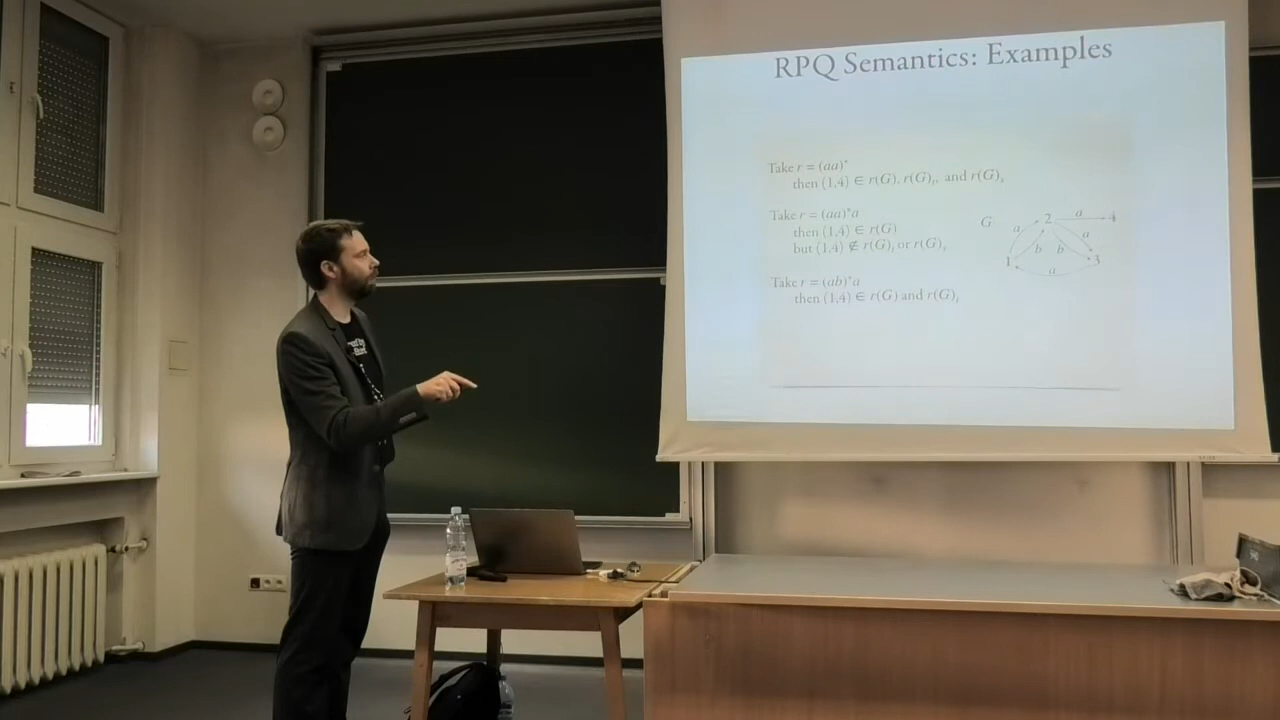 RPQ Semantics: Examples
Take r = (aa)*
then (1,4) ∈ r(G), r(G)ₜ, and r(G)ₛ
Take r = (aa)*a
then (1,4) ∈ r(G)
but (1,4) ∉ r(G)ₜ or r(G)ₛ
Take r = (ab)*a
then (1,4) ∈ r(G) and r(G)ₜ
G
2 a 4
a a
b b
1 3
a